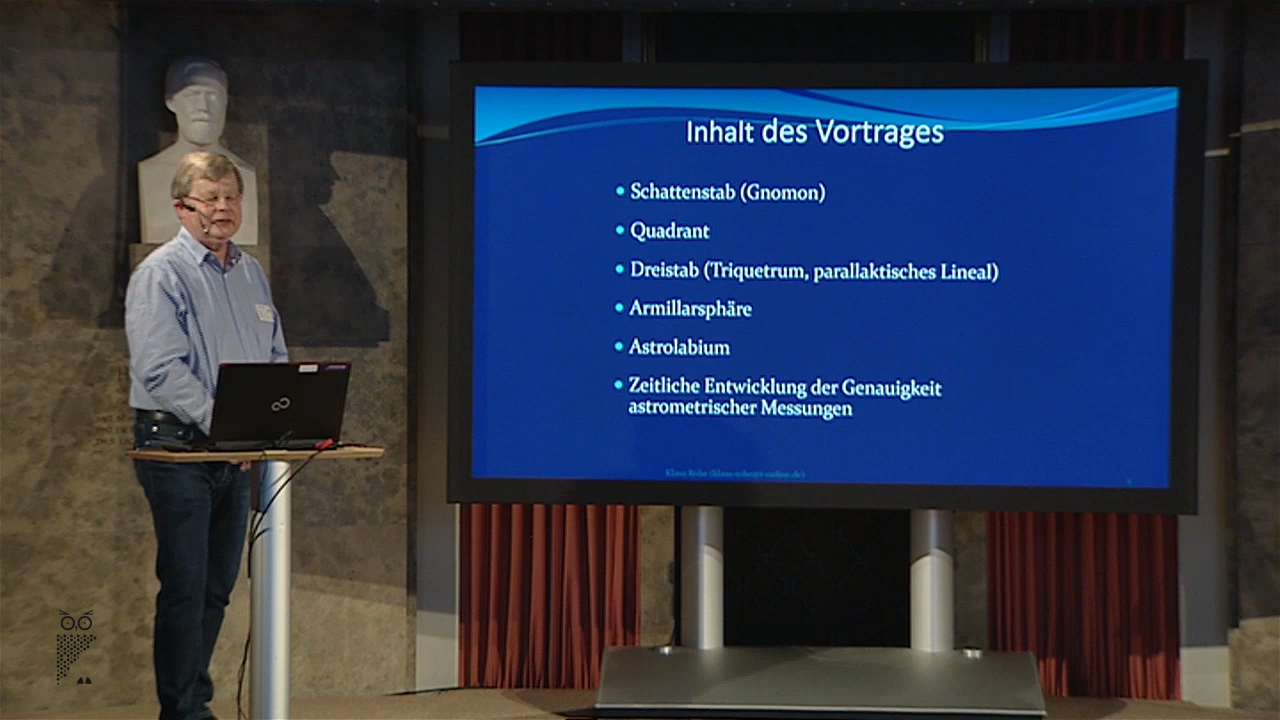 Inhalt des Vortrages
• Schattenstab (Gnomon)
• Quadrant
• Dreistab (Triquetrum, parallaktisches Lineal)
• Armillarsphäre
• Astrolabium
• Zeitliche Entwicklung der Genauigkeit
astrometrischer Messungen